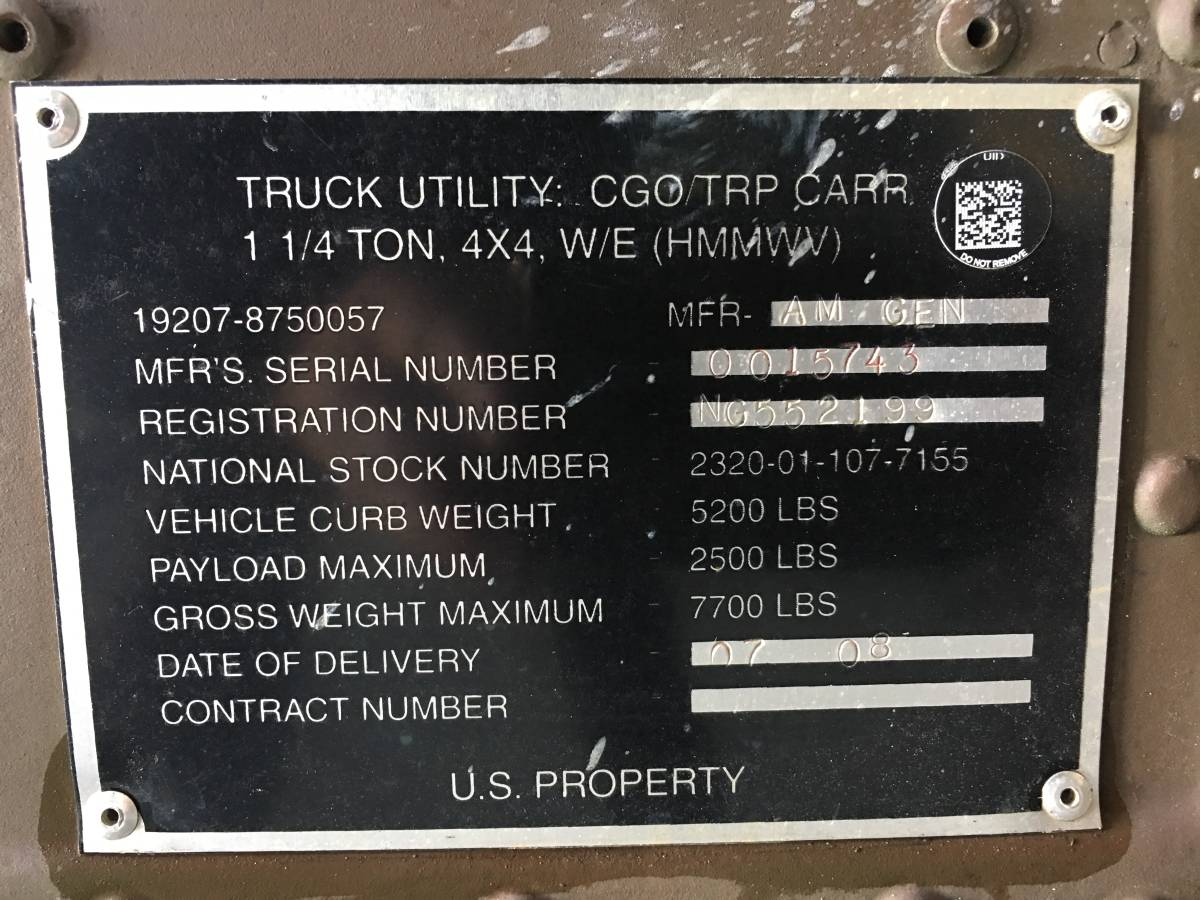 UID
DO NOT REMOVE
TRUCK UTILITY: CGO/TRP CARR.
1 1/4 TON, 4X4, W/E (HMMWV)
19207-8750057 MFR- AM GEN
MFR'S. SERIAL NUMBER - 0015743
REGISTRATION NUMBER - NG552199
NATIONAL STOCK NUMBER - 2320-01-107-7155
VEHICLE CURB WEIGHT - 5200 LBS
PAYLOAD MAXIMUM - 2500 LBS
GROSS WEIGHT MAXIMUM - 7700 LBS
DATE OF DELIVERY 07 08
CONTRACT NUMBER
U.S. PROPERTY